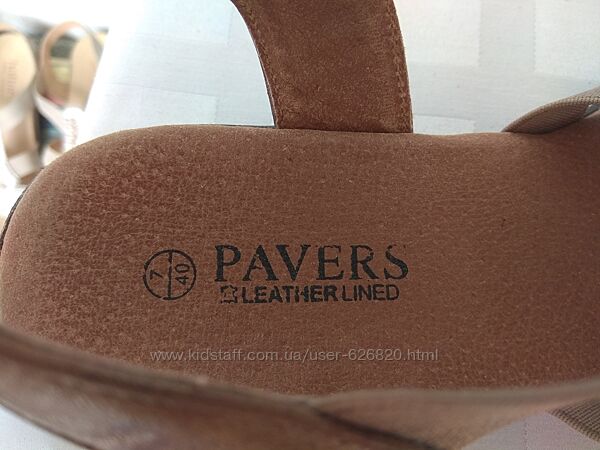 7 40
PAVERS
LEATHER LINED
www.kidstaff.com.ua/user-626820.html